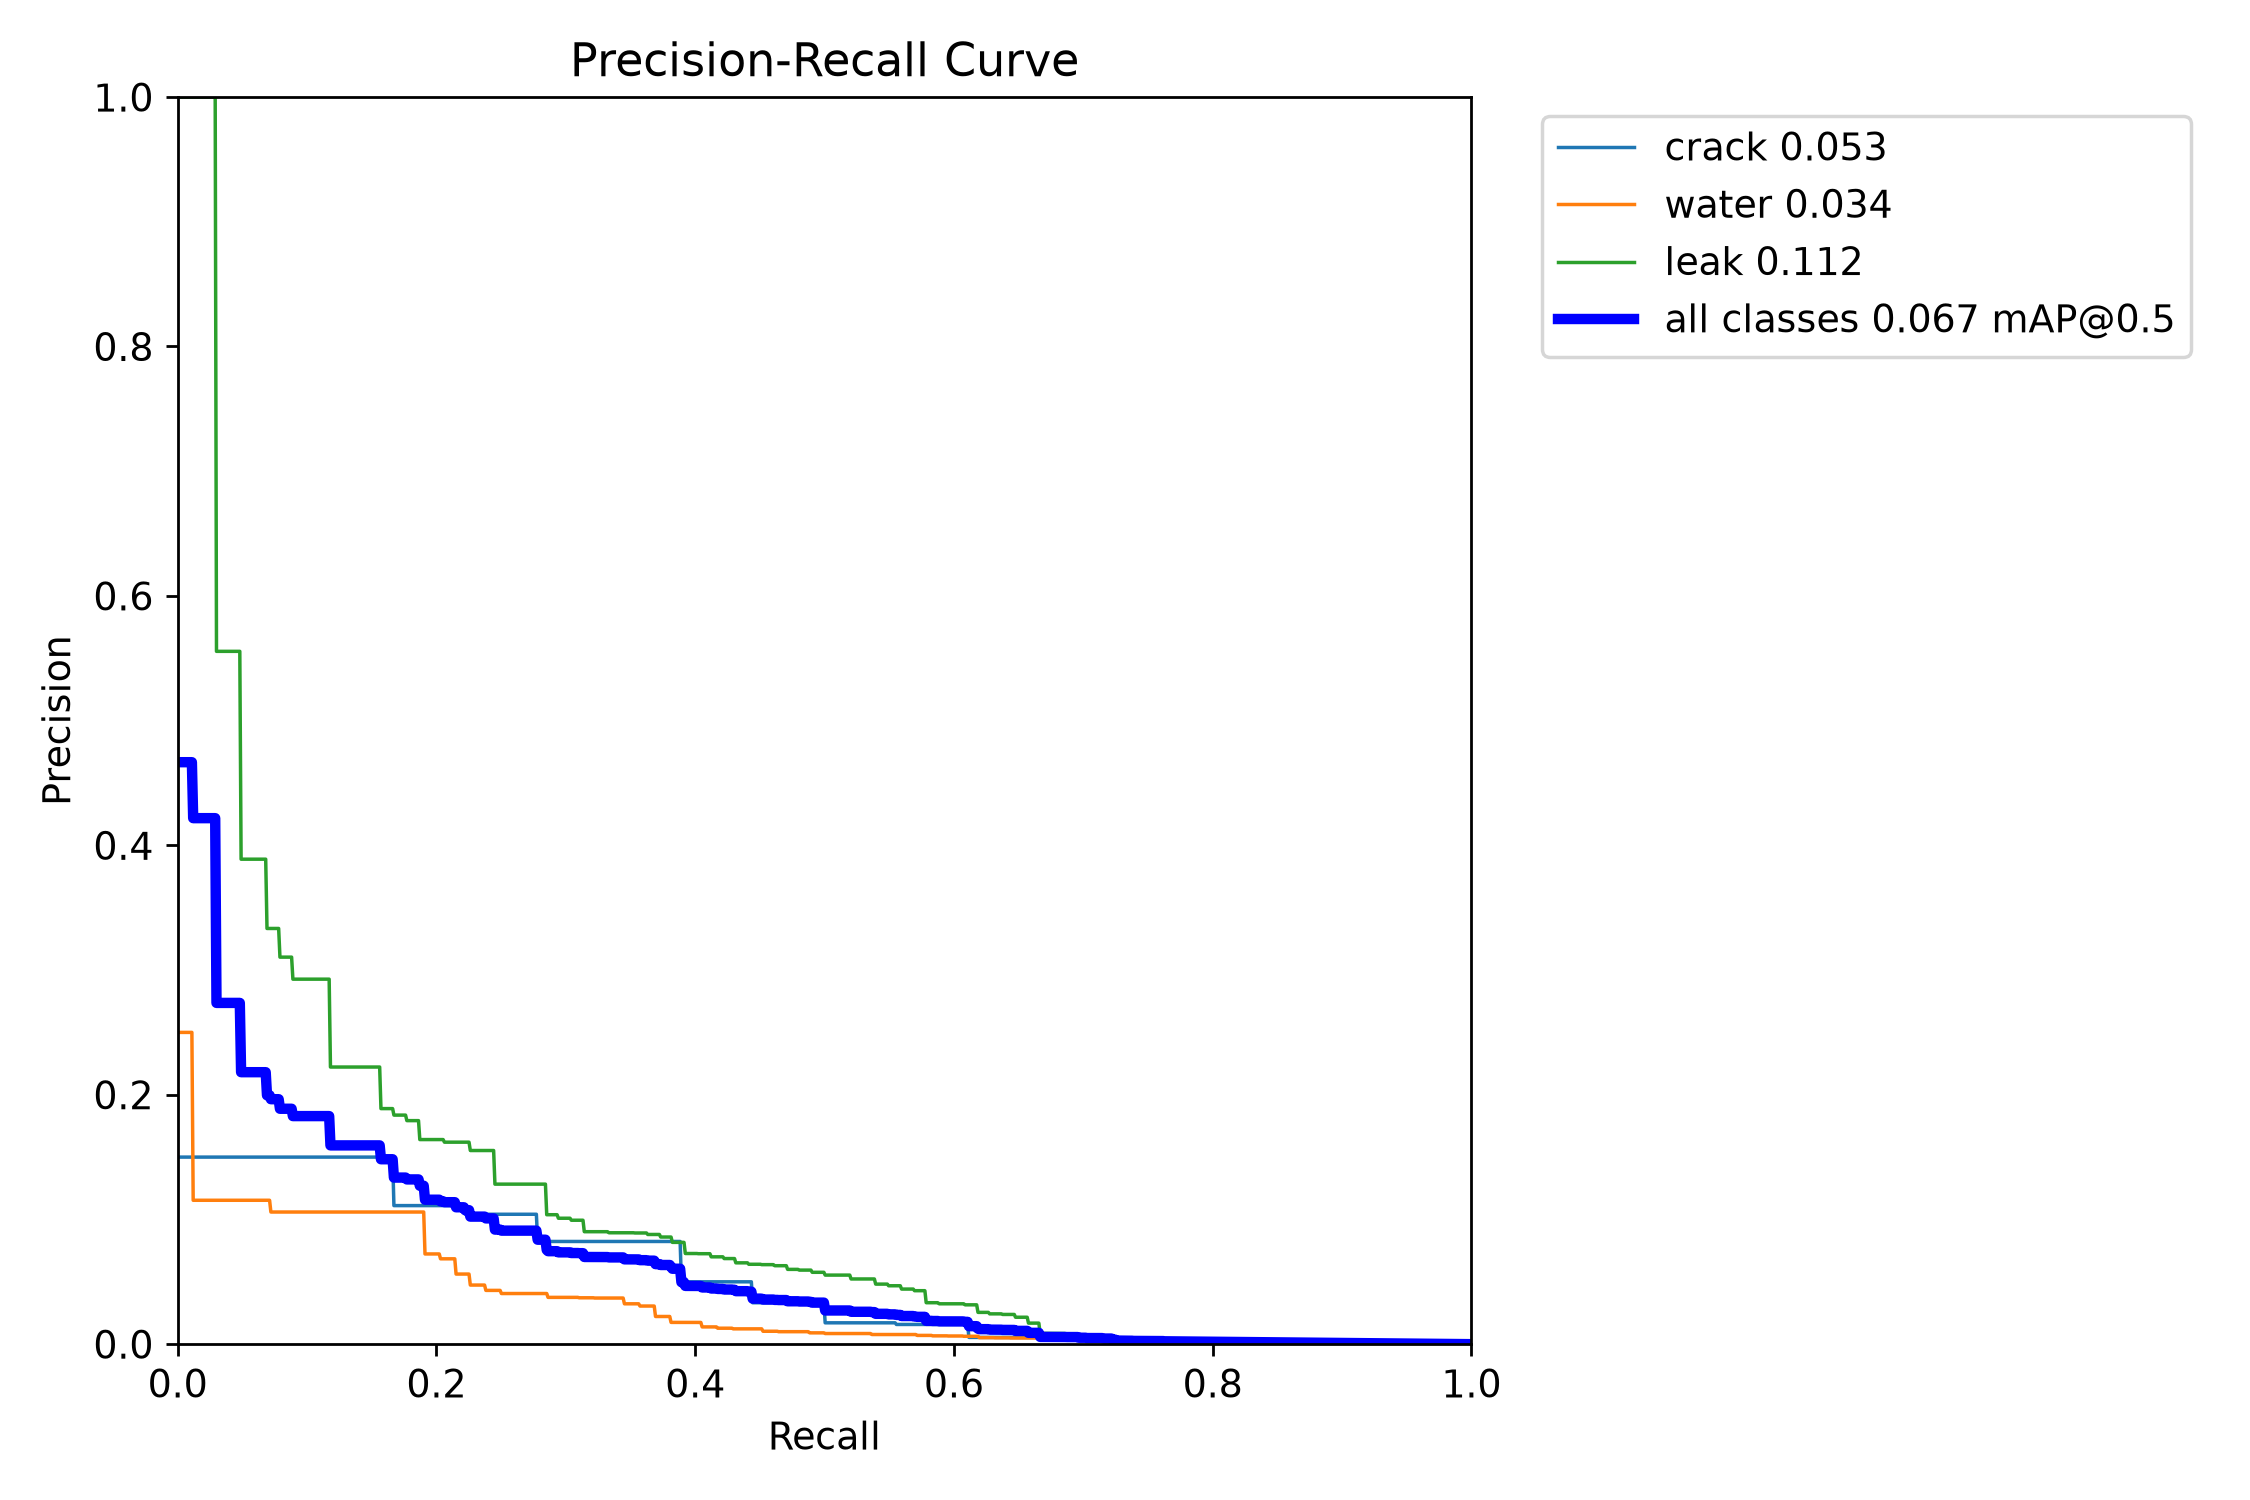 Precision-Recall Curve
1.0
0.8
0.6
0.4
0.2
0.0
Precision
0.0 0.2 0.4 0.6 0.8 1.0
Recall
crack 0.053
water 0.034
leak 0.112
all classes 0.067 mAP@0.5